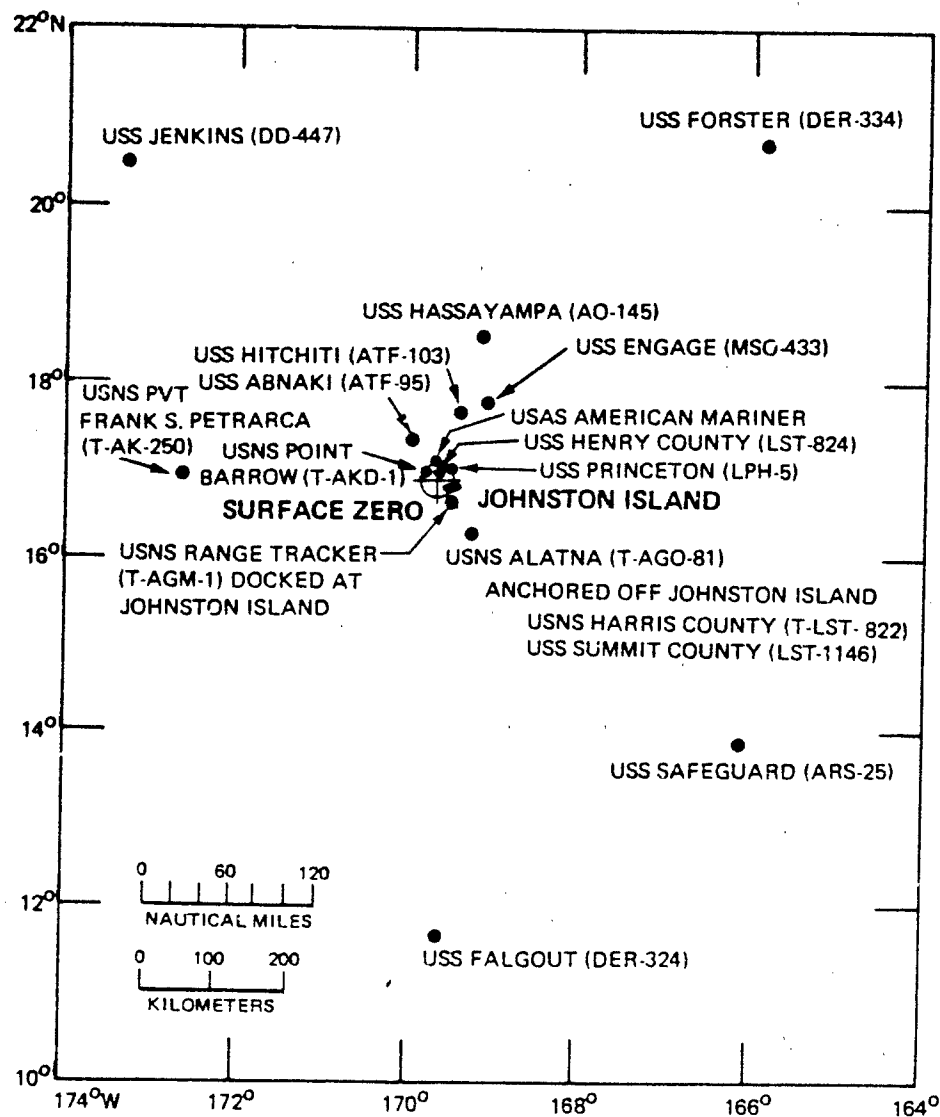 22°N
USS JENKINS (DD-447)
USS FORSTER (DER-334)
20°
USS HASSAYAMPA (AO-145)
USS HITCHITI (ATF-103)
USS ENGAGE (MSO-433)
USS ABNAKI (ATF-95)
18°
USNS PVT
FRANK S. PETRARCA
(T-AK-250)
USAS AMERICAN MARINER
USS HENRY COUNTY (LST-824)
USNS POINT
BARROW (T-AKD-1)
USS PRINCETON (LPH-5)
SURFACE ZERO
JOHNSTON ISLAND
16°
USNS RANGE TRACKER
(T-AGM-1) DOCKED AT
JOHNSTON ISLAND
USNS ALATNA (T-AGO-81)
ANCHORED OFF JOHNSTON ISLAND
USNS HARRIS COUNTY (T-LST-822)
USS SUMMIT COUNTY (LST-1146)
14°
USS SAFEGUARD (ARS-25)
0 60 120
NAUTICAL MILES
12°
0 100 200
KILOMETERS
USS FALGOUT (DER-324)
10°
174°W 172° 170° 168° 166° 164°